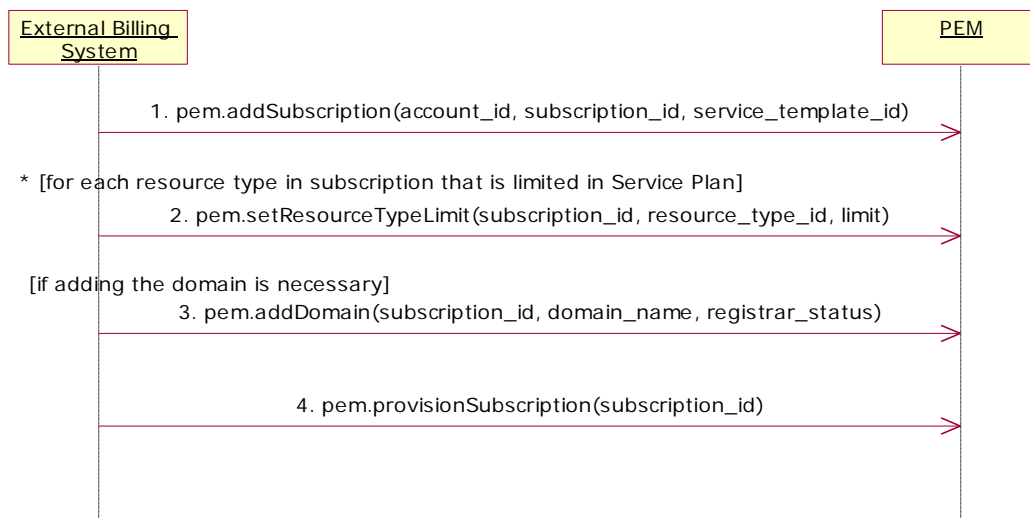 External Billing
System
PEM
1. pem.addSubscription(account_id, subscription_id, service_template_id)
* [for each resource type in subscription that is limited in Service Plan]
2. pem.setResourceTypeLimit(subscription_id, resource_type_id, limit)
[if adding the domain is necessary]
3. pem.addDomain(subscription_id, domain_name, registrar_status)
4. pem.provisionSubscription(subscription_id)